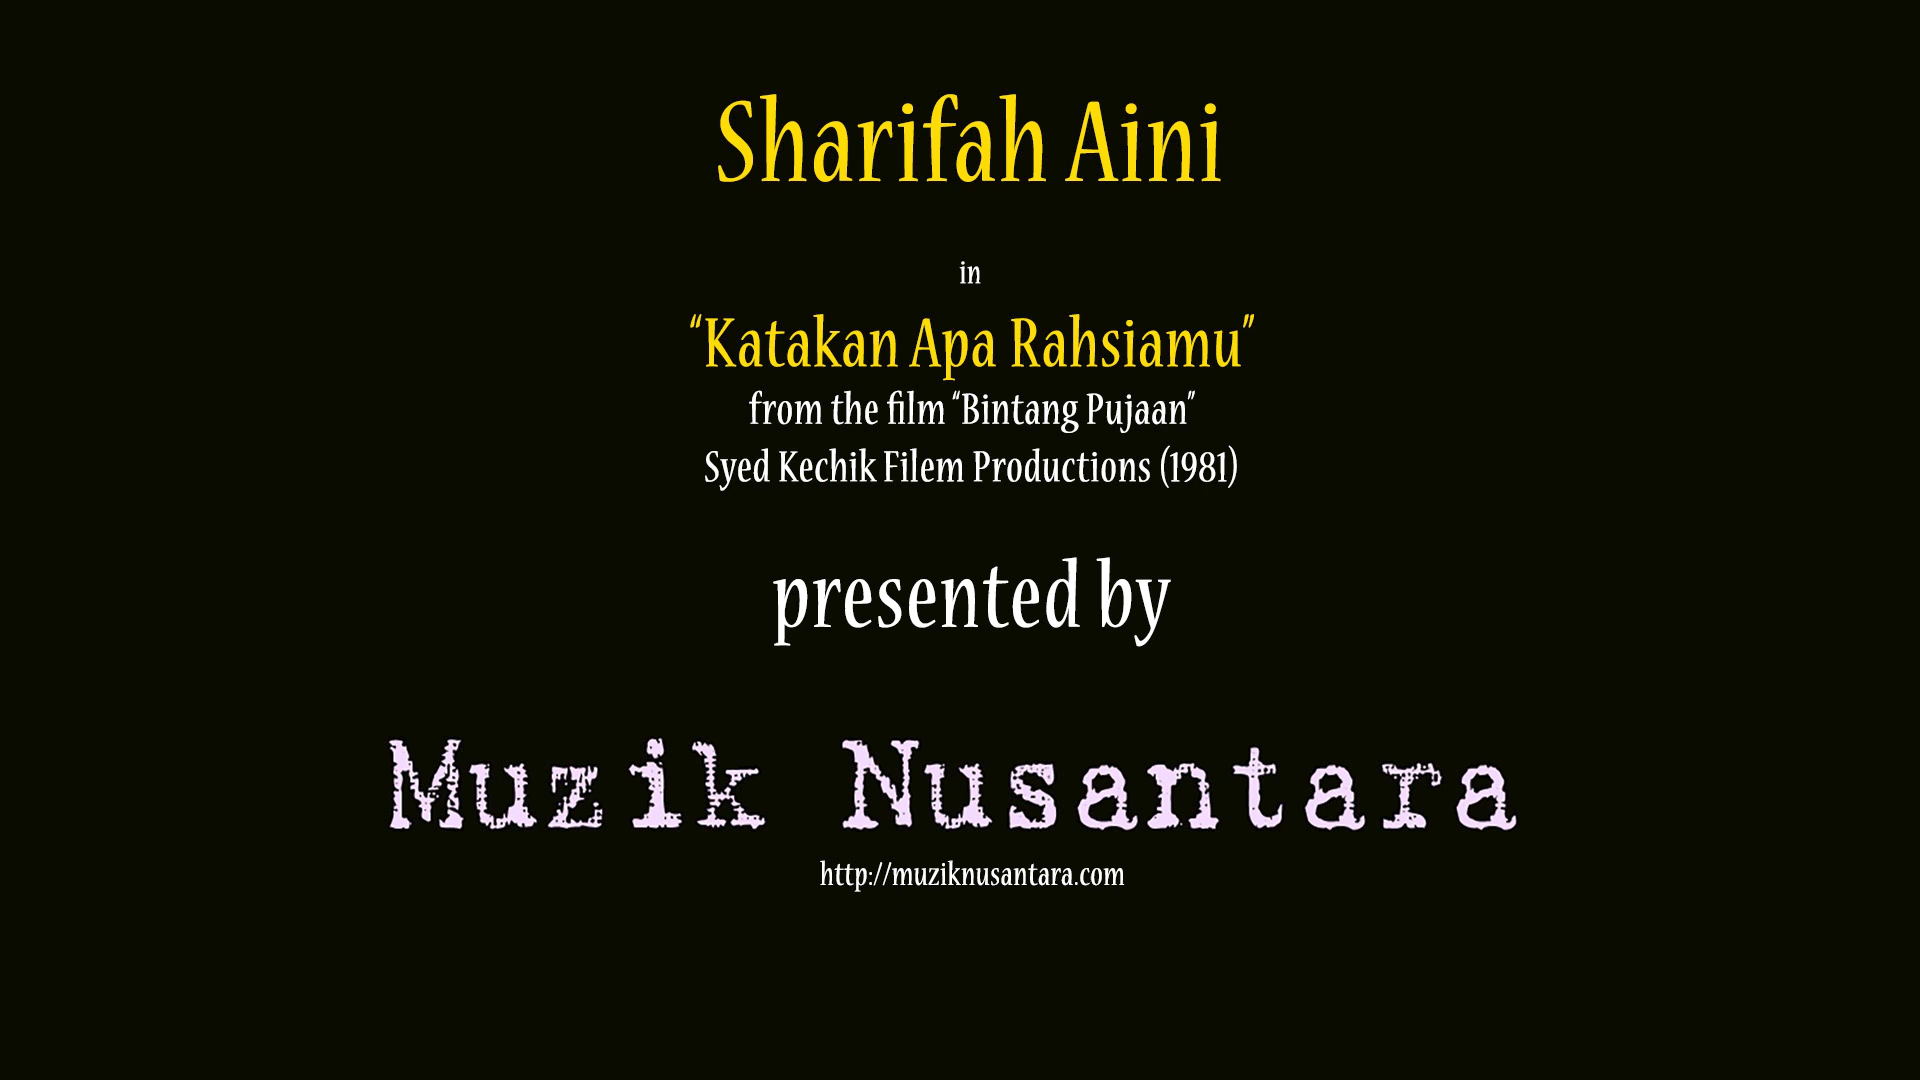 Sharifah Aini
in
“Katakan Apa Rahsiamu”
from the film “Bintang Pujaan”
Syed Kechik Filem Productions (1981)
presented by
Muzik Nusantara
http://muziknusantara.com